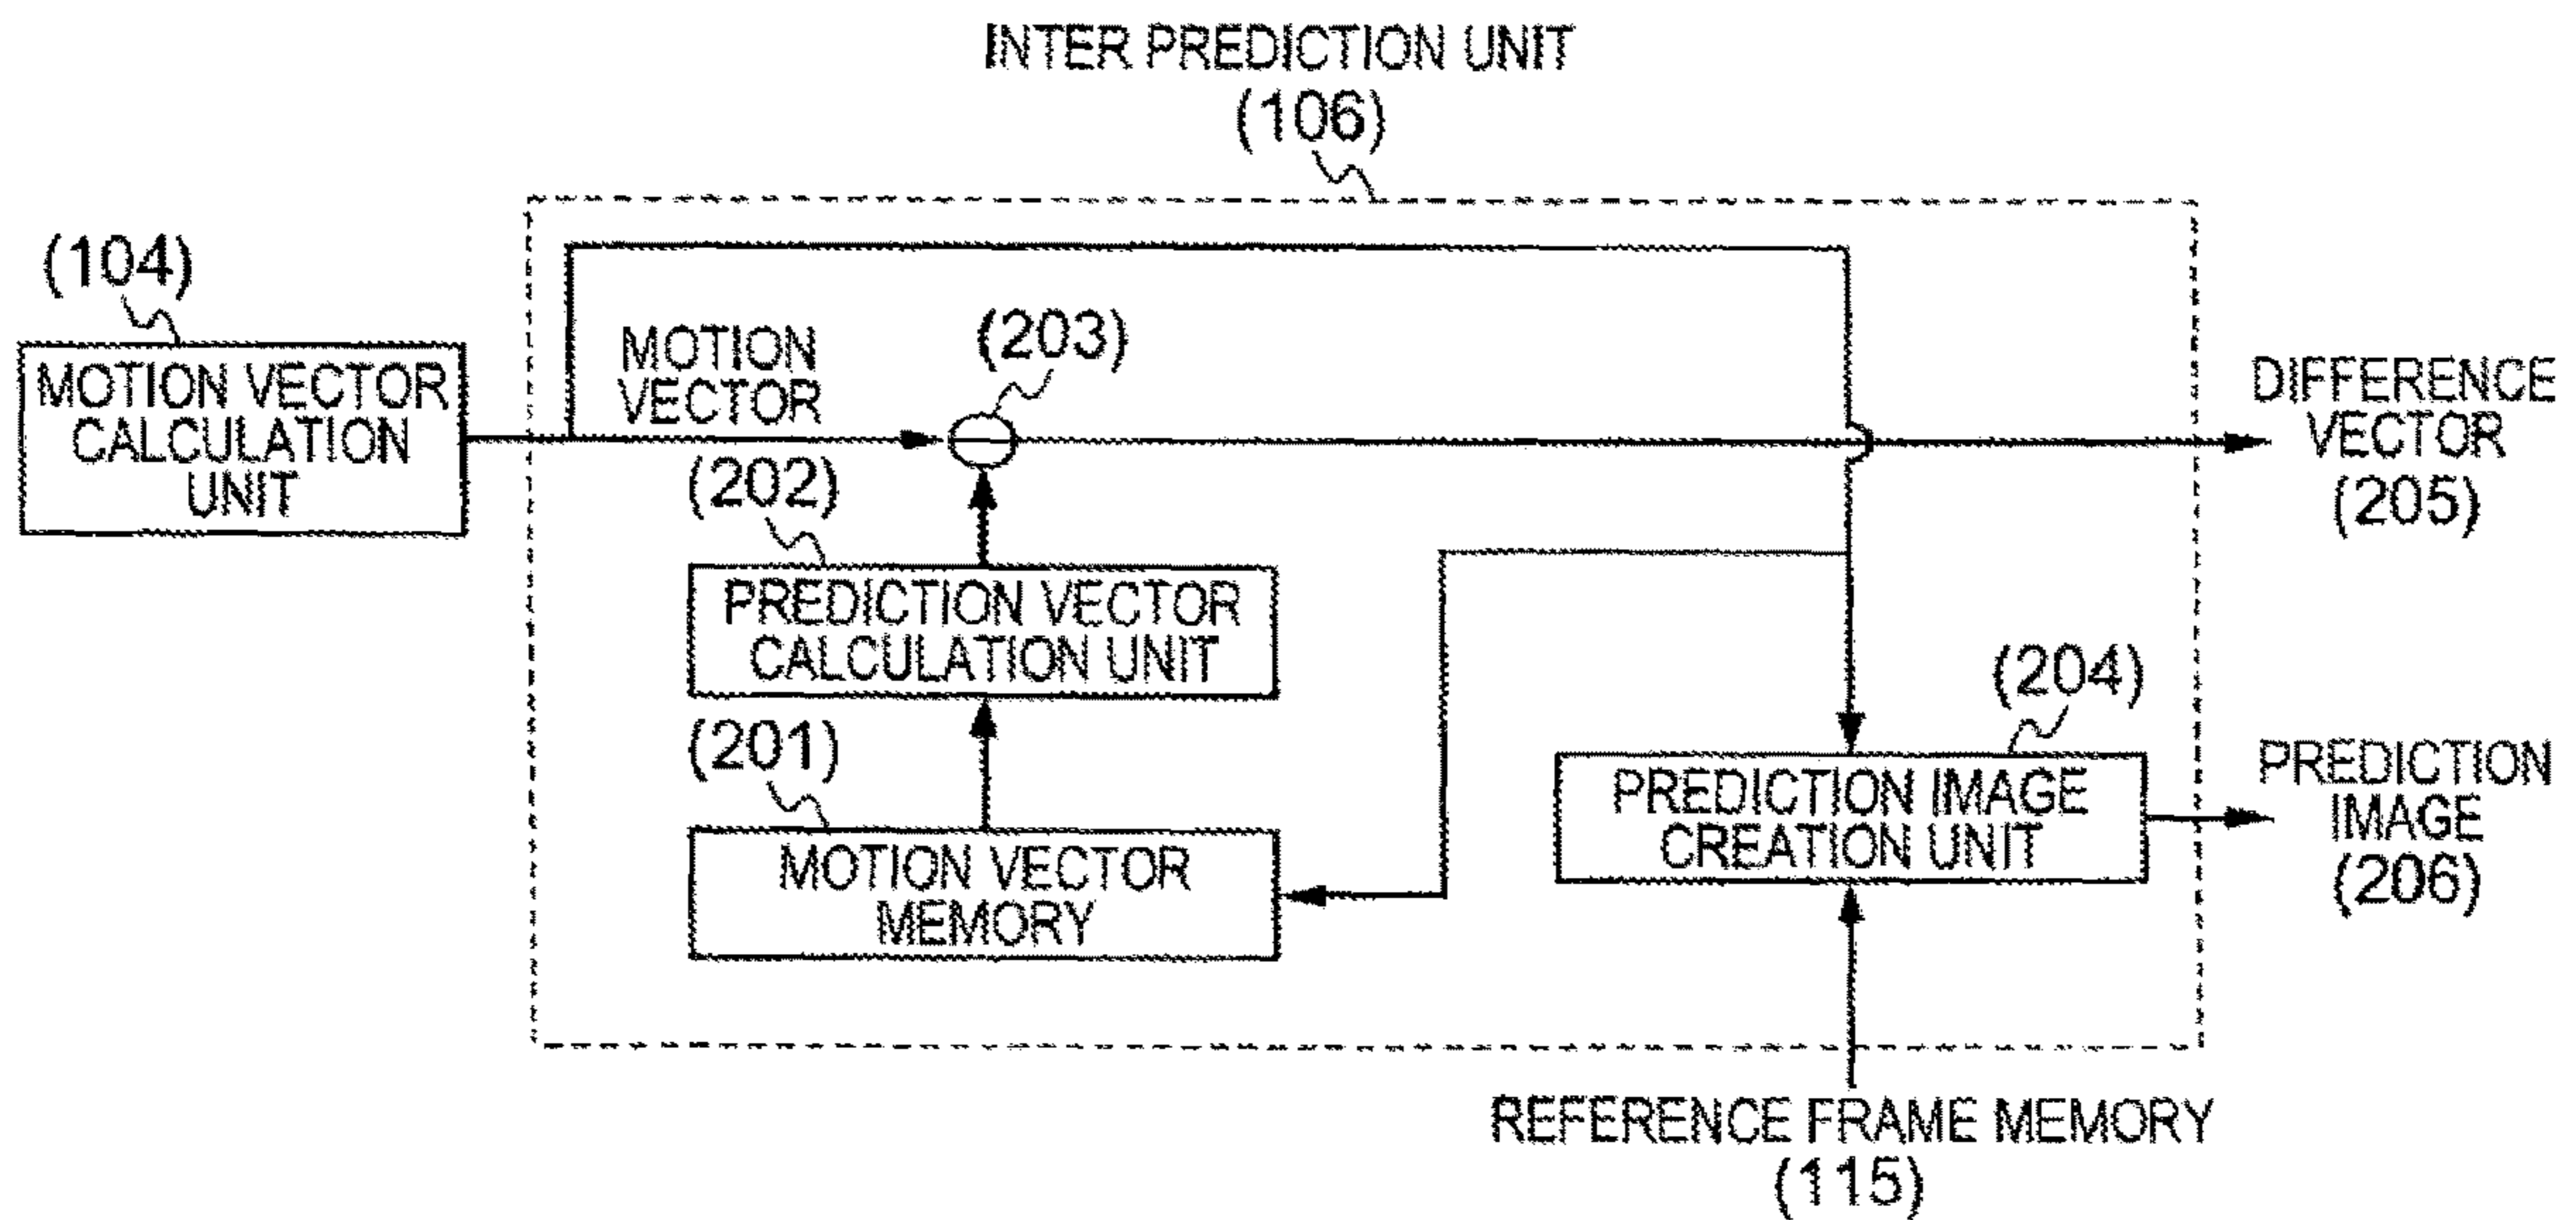 INTER PREDICTION UNIT
(106)
(104)
MOTION VECTOR
CALCULATION
UNIT
MOTION
VECTOR
(203)
(202)
DIFFERENCE
VECTOR
(205)
PREDICTION VECTOR
CALCULATION UNIT
(201)
MOTION VECTOR
MEMORY
(204)
PREDICTION IMAGE
CREATION UNIT
PREDICTION
IMAGE
(206)
REFERENCE FRAME MEMORY
(115)